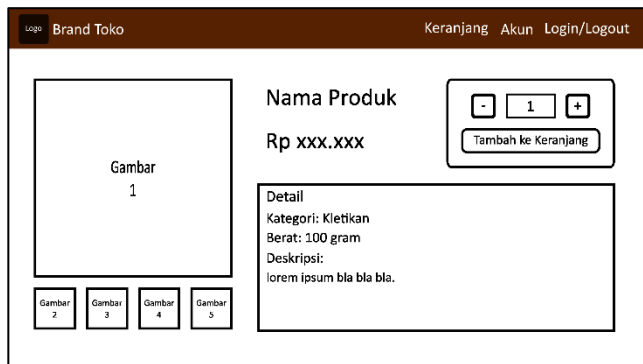 Logo Brand Toko
Keranjang Akun Login/Logout
Gambar
1
Gambar
2
Gambar
3
Gambar
4
Gambar
5
Nama Produk
Rp xxx.xxx
- 1 +
Tambah ke Keranjang
Detail
Kategori: Kletikan
Berat: 100 gram
Deskripsi:
lorem ipsum bla bla bla.